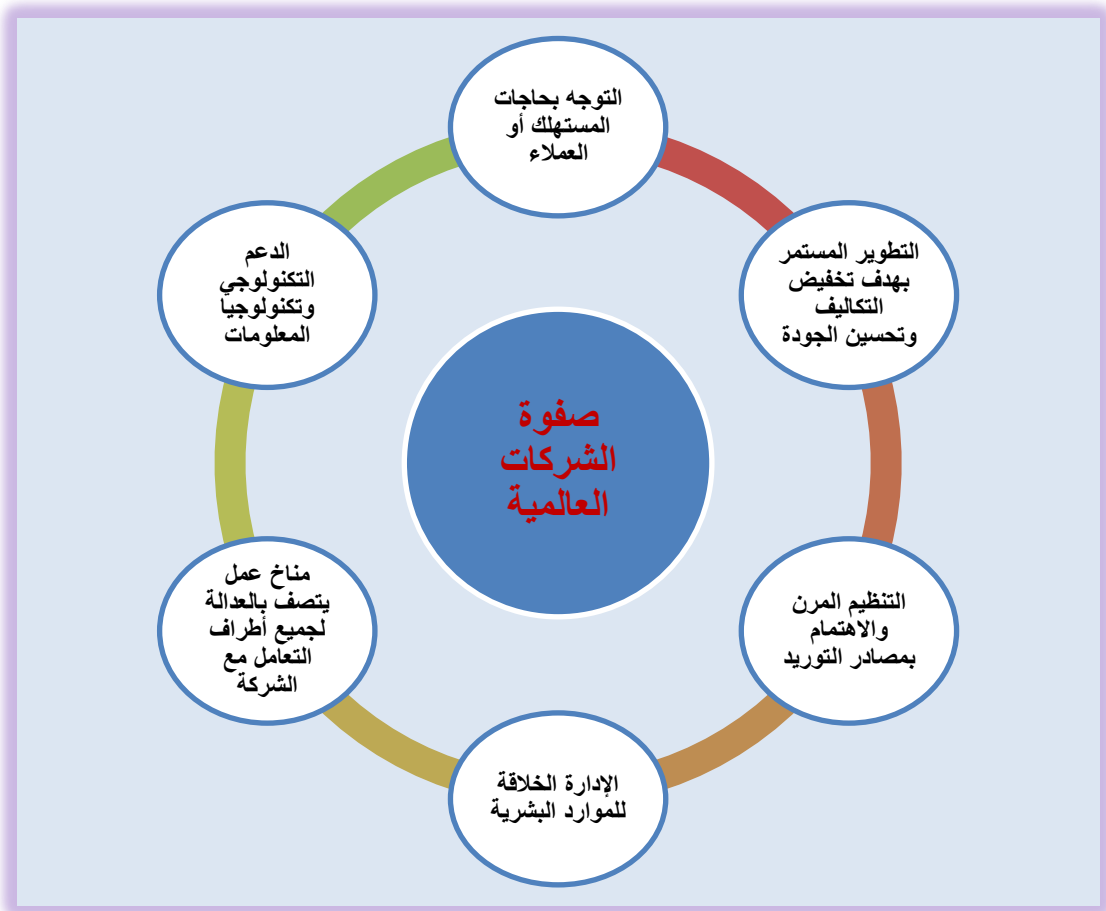 التوجه بحاجات
المستهلك أو
العملاء
التطوير المستمر
بهدف تخفيض
التكاليف
وتحسين الجودة
التنظيم المرن
والاهتمام
بمصادر التوريد
الإدارة الخلاقة
للموارد البشرية
مناخ عمل
يتصف بالعدالة
لجميع أطراف
التعامل مع
الشركة
الدعم
التكنولوجي
وتكنولوجيا
المعلومات
صفوة
الشركات
العالمية